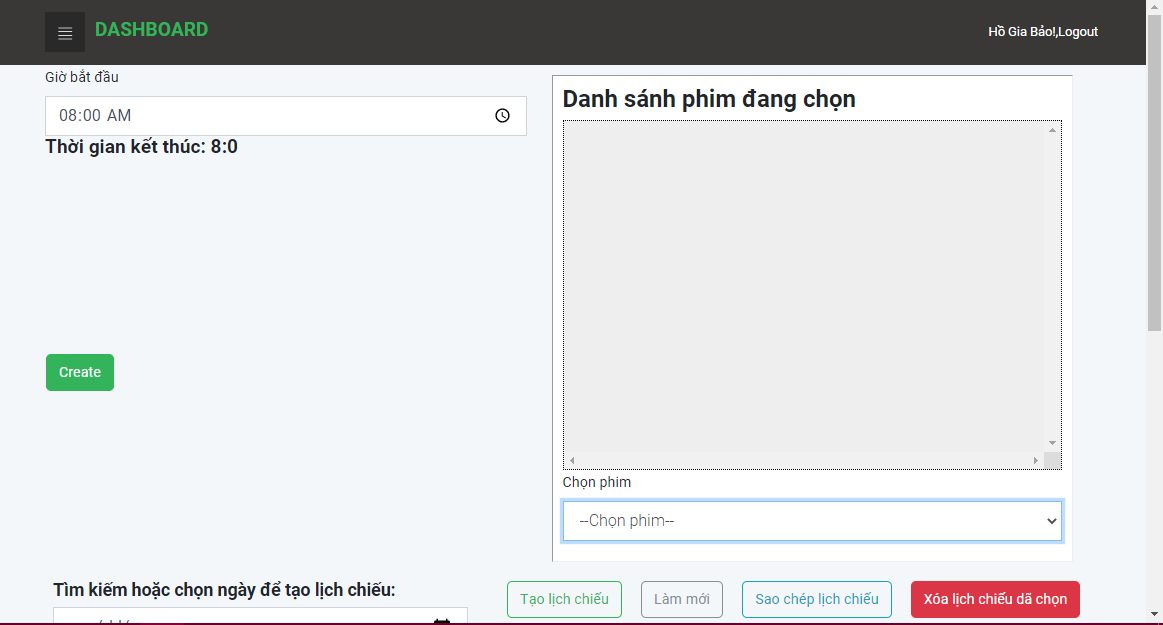 DASHBOARD
Hồ Gia Bảo!,Logout
Giờ bắt đầu
08:00 AM
Thời gian kết thúc: 8:0
Create
Danh sánh phim đang chọn
Chọn phim
--Chọn phim--
Tìm kiếm hoặc chọn ngày để tạo lịch chiếu:
Tạo lịch chiếu
Làm mới
Sao chép lịch chiếu
Xóa lịch chiếu dã chọn